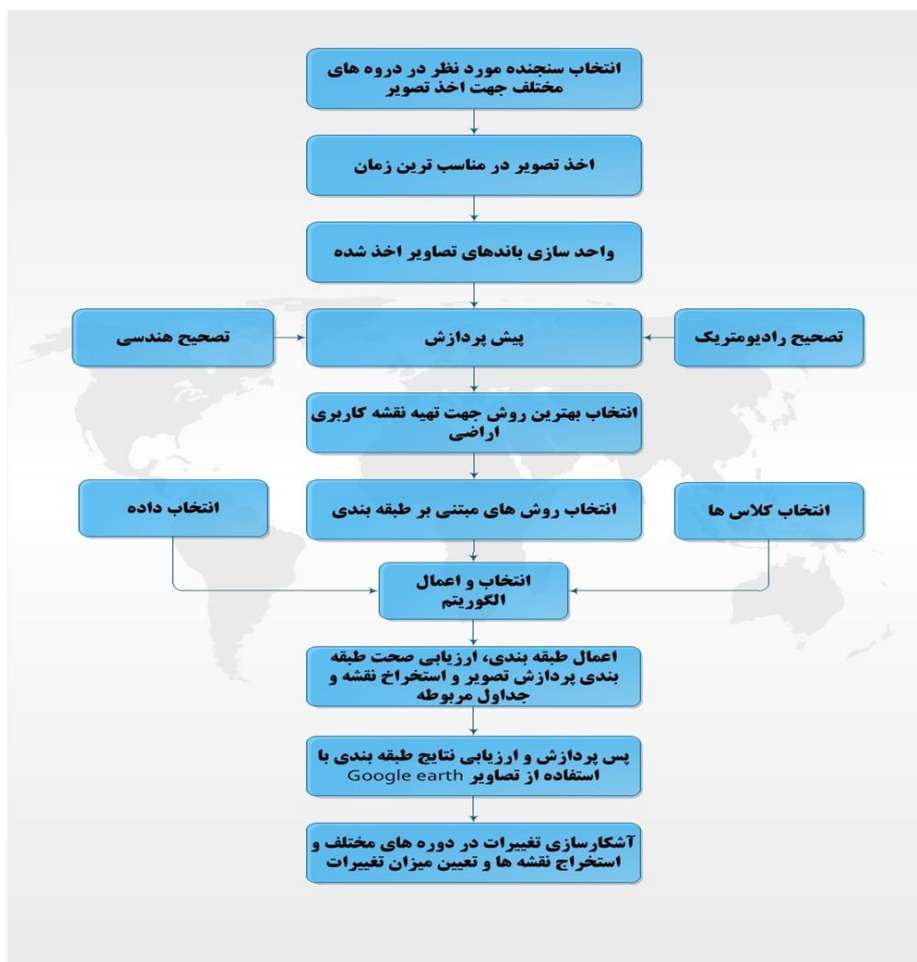 انتخاب سنجنده مورد نظر در دروه های
مختلف جهت اخذ تصویر
اخذ تصویر در مناسب ترین زمان
واحد سازی باندهای تصاویر اخذ شده
تصحیح رادیومتریک
پیش پردازش
تصحیح هندسی
انتخاب بهترین روش جهت تهیه نقشه کاربری
اراضی
انتخاب کلاس ها
انتخاب روش های مبتنی بر طبقه بندی
انتخاب داده
انتخاب و اعمال
الگوریتم
اعمال طبقه بندی، ارزیابی صحت طبقه
بندی پردازش تصویر و استخراخ نقشه و
جداول مربوطه
پس پردازش و ارزیابی نتایج طبقه بندی با
استفاده از تصاویر Google earth
آشکارسازی تغییرات در دوره های مختلف و
استخراج نقشه ها و تعیین میزان تغییرات